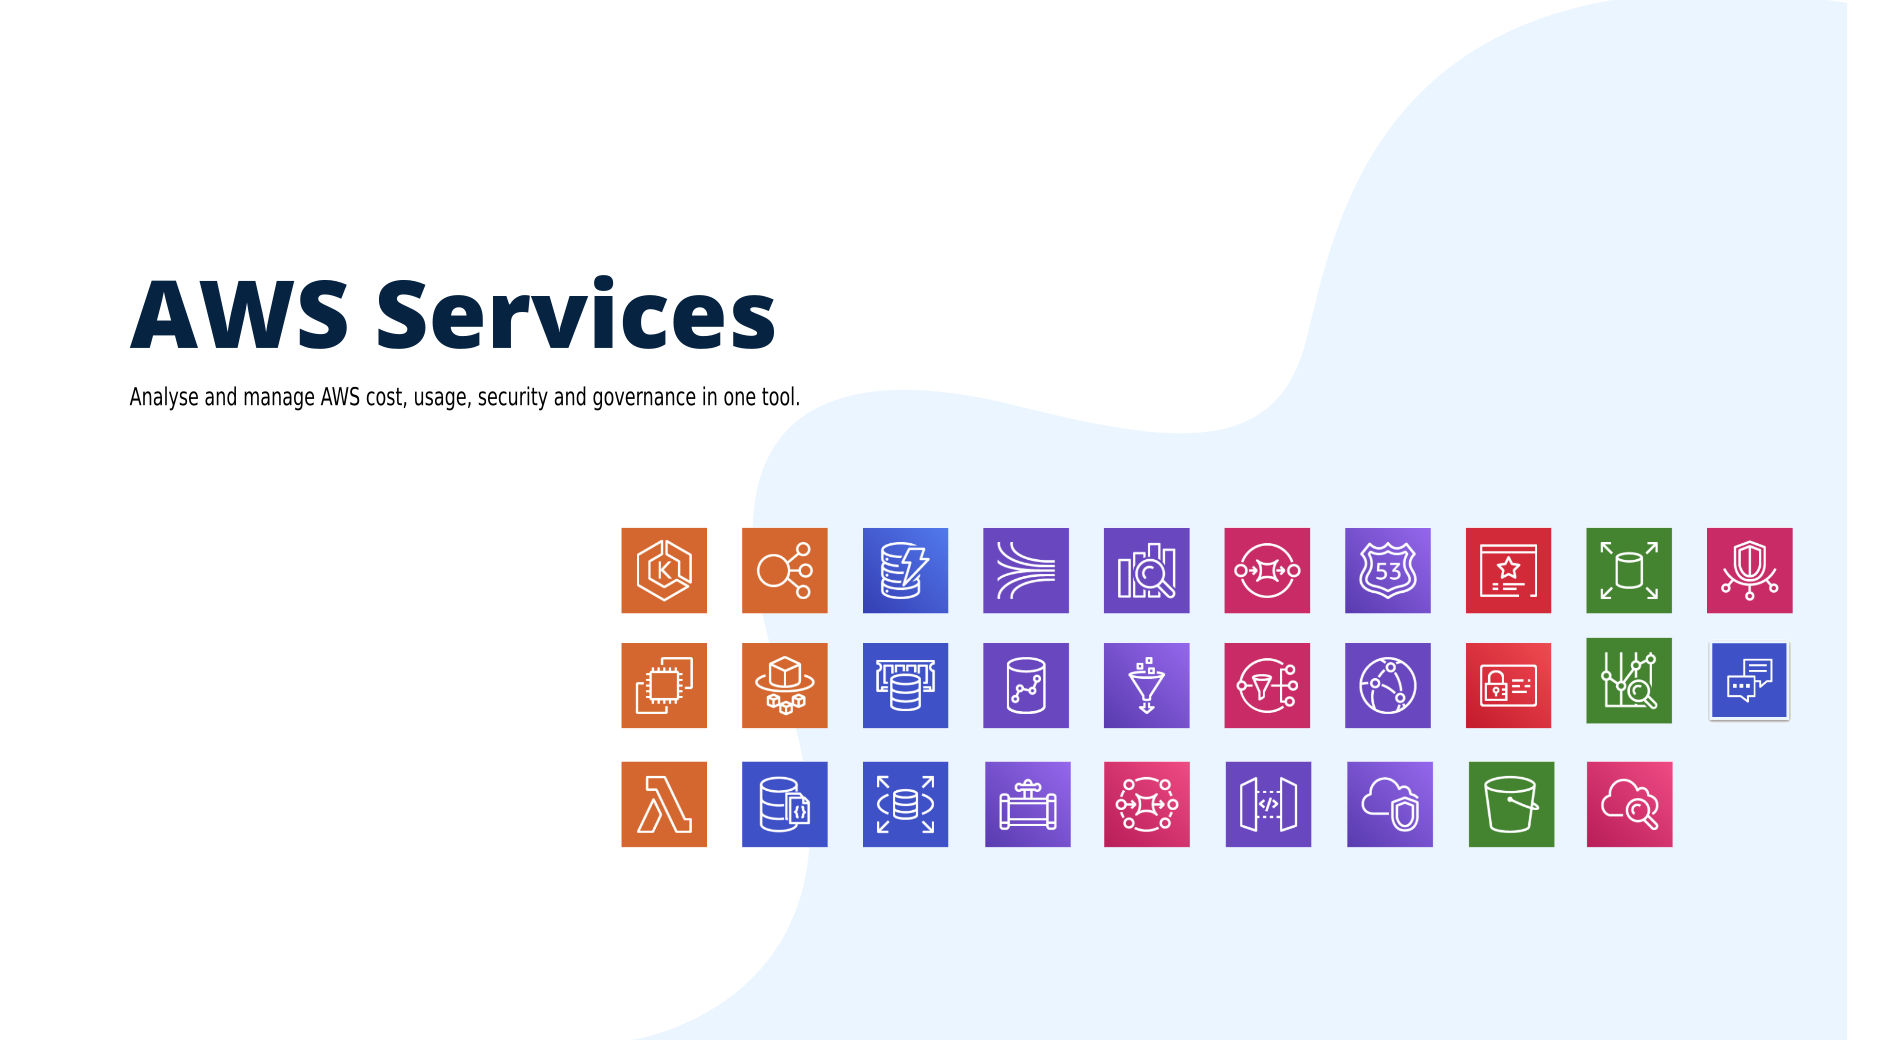 AWS Services
Analyse and manage AWS cost, usage, security and governance in one tool.
K
53
</>
{}